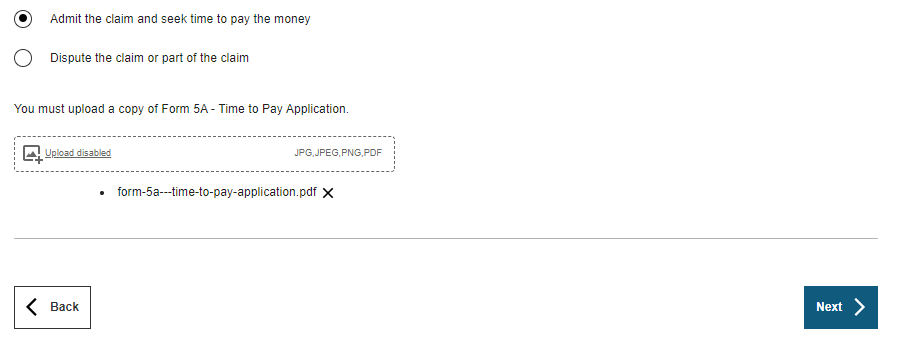 Admit the claim and seek time to pay the money
Dispute the claim or part of the claim
You must upload a copy of Form 5A - Time to Pay Application.
Upload disabled JPG,JPEG,PNG,PDF
form-5a---time-to-pay-application.pdf
Back Next